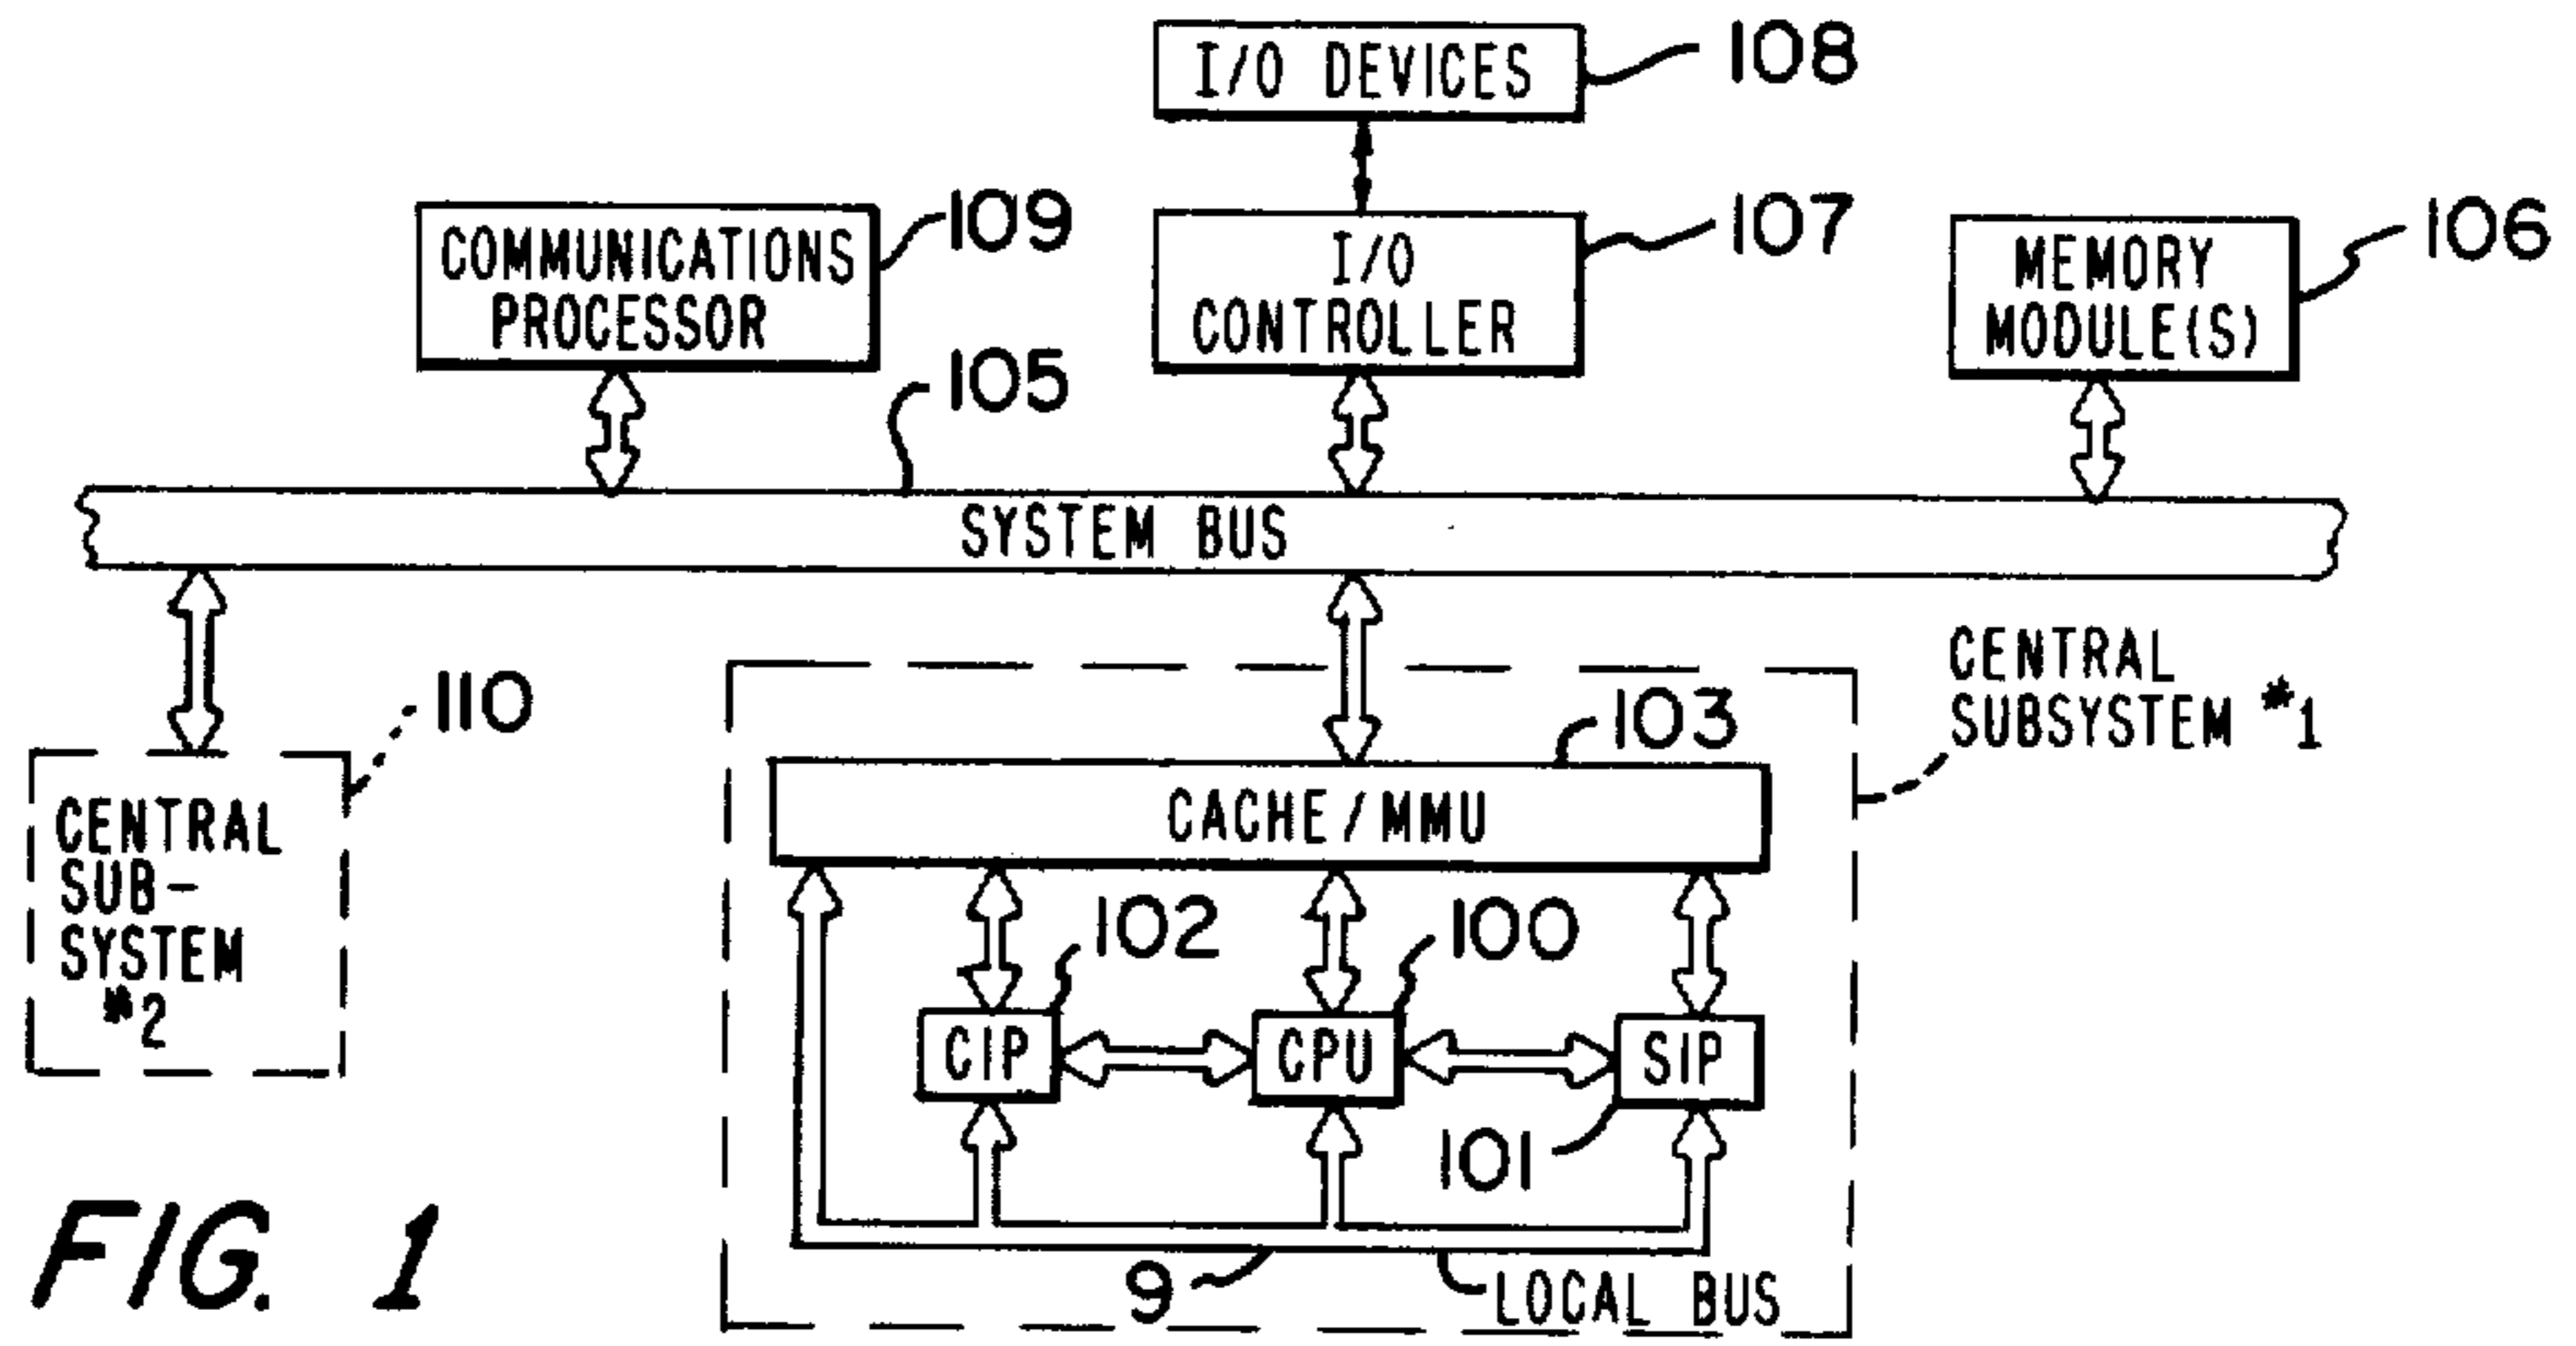 I/O DEVICES
108
COMMUNICATIONS
PROCESSOR
109
I/O
CONTROLLER
107
MEMORY
MODULE(S)
106
105
SYSTEM BUS
110
CENTRAL
SUB-
SYSTEM
#2
CENTRAL
SUBSYSTEM #1
103
CACHE/MMU
102
100
CIP
CPU
SIP
101
9
LOCAL BUS
FIG. 1